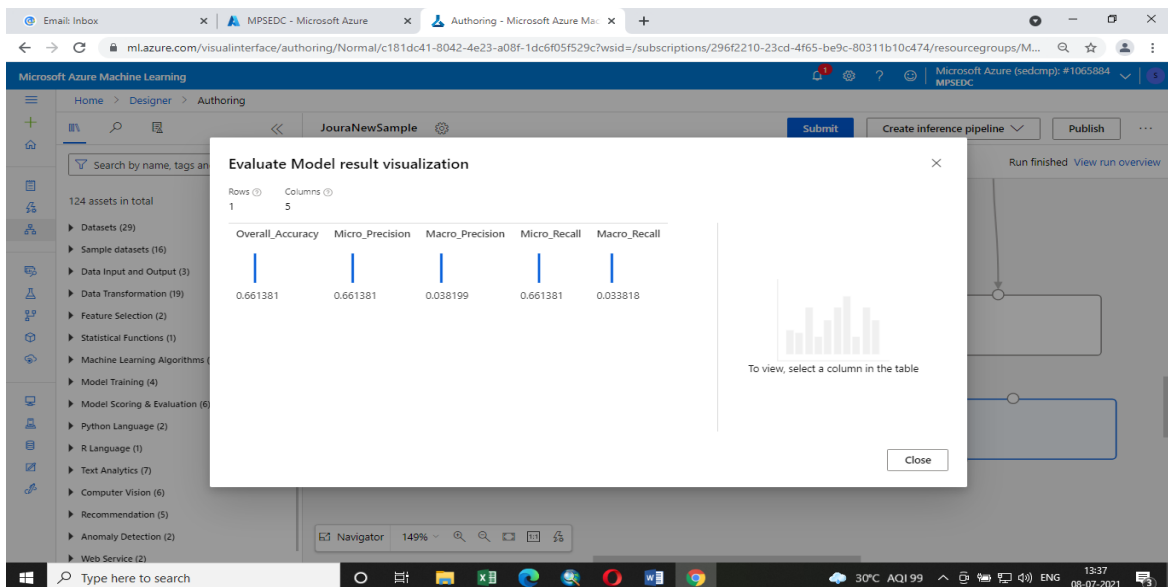 Email: Inbox
MPSEDC - Microsoft Azure
Authoring - Microsoft Azure Mac
ml.azure.com/visualinterface/authoring/Normal/c181dc41-8042-4e23-a08f-1dc6f05f529c?wsid=/subscriptions/296f2210-23cd-4f65-be9c-80311b10c474/resourcegroups/M...
Microsoft Azure Machine Learning
1
Microsoft Azure (sedcmp): #1065884
MPSEDC
S
Home > Designer > Authoring
JouraNewSample
Submit
Create inference pipeline
Publish
...
Search by name, tags an
Run finished View run overview
124 assets in total
Datasets (29)
Sample datasets (16)
Data Input and Output (3)
Data Transformation (19)
Feature Selection (2)
Statistical Functions (1)
Machine Learning Algorithms (
Model Training (4)
Model Scoring & Evaluation (6)
Python Language (2)
R Language (1)
Text Analytics (7)
Computer Vision (6)
Recommendation (5)
Anomaly Detection (2)
Web Service (2)
Evaluate Model result visualization
Rows Columns
1 5
Overall_Accuracy Micro_Precision Macro_Precision Micro_Recall Macro_Recall
0.661381 0.661381 0.038199 0.661381 0.033818
To view, select a column in the table
Close
Navigator 149% 1:1
Type here to search
30°C AQI 99 ENG
13:37
08-07-2021
3